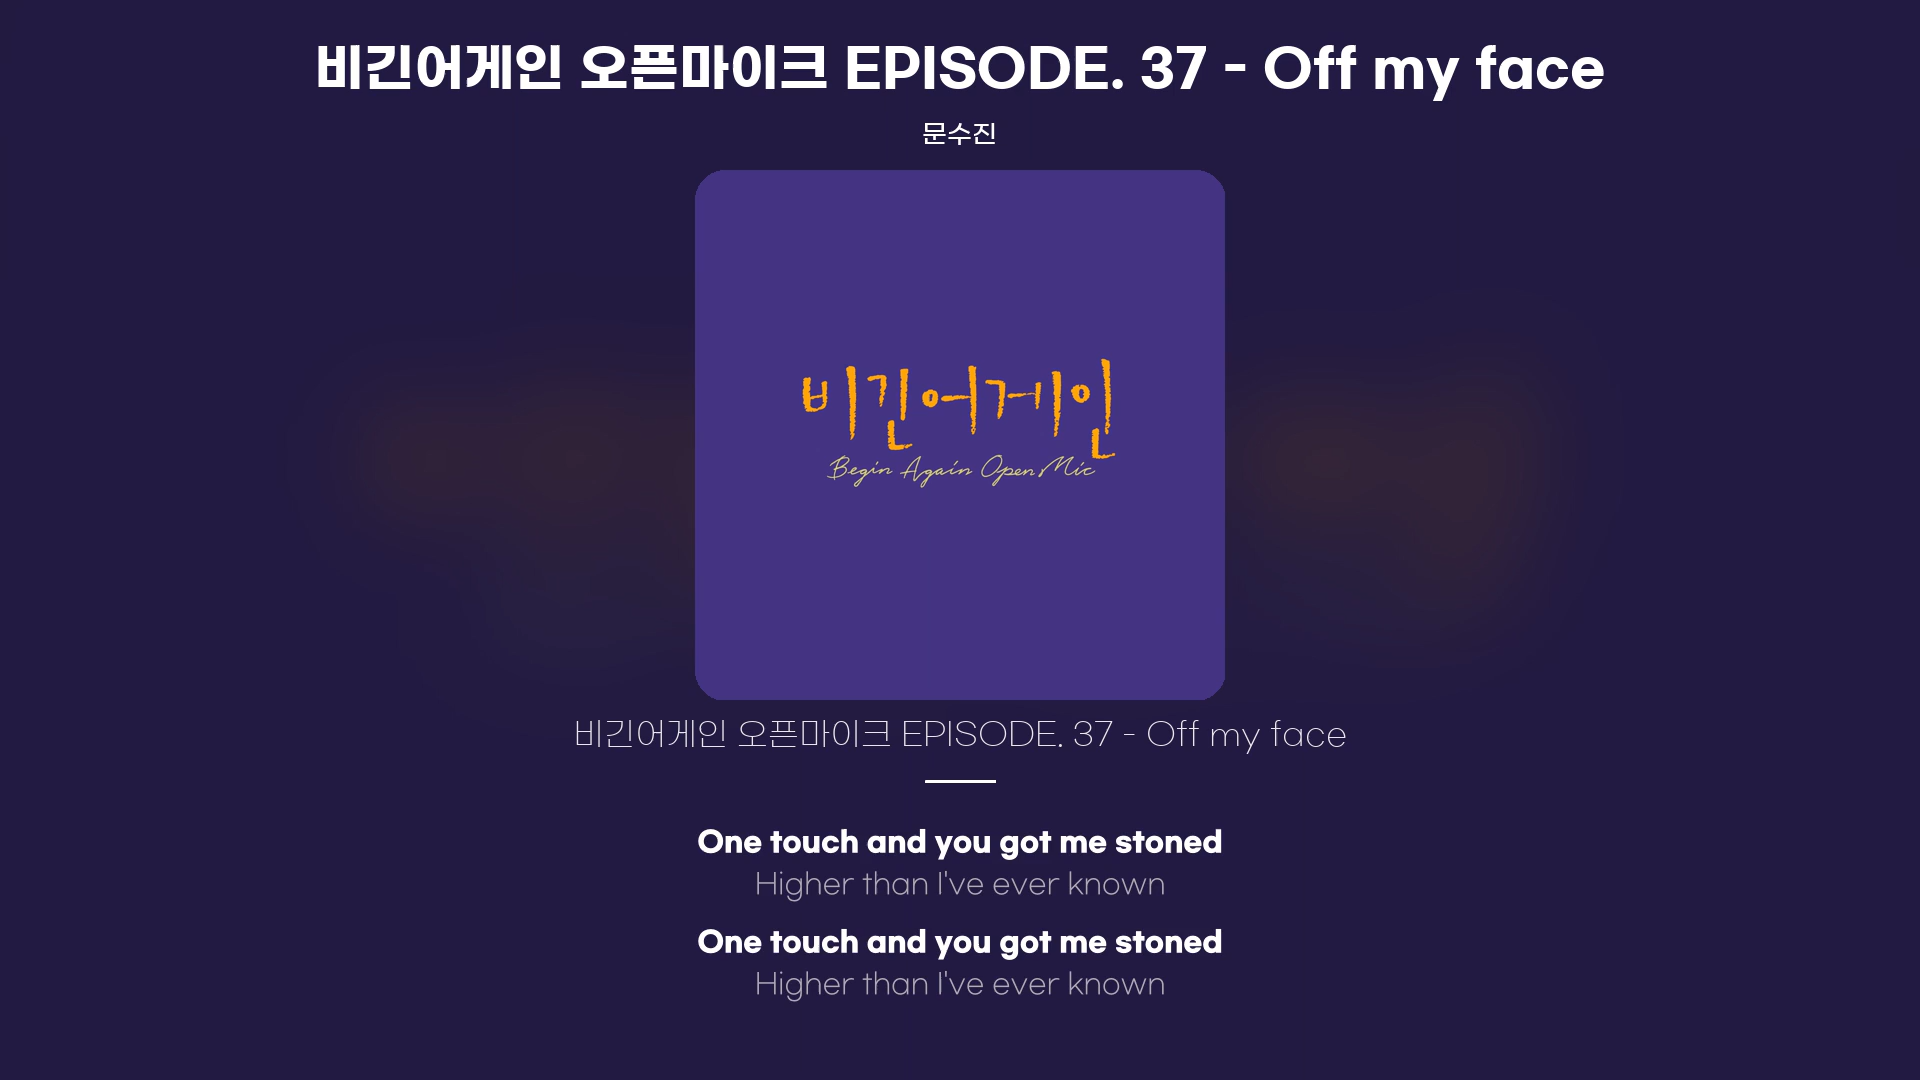 비긴어게인 오픈마이크 EPISODE. 37 - Off my face
문수진
비긴어게인
Begin Again Open Mic
비긴어게인 오픈마이크 EPISODE. 37 - Off my face
One touch and you got me stoned
Higher than I've ever known
One touch and you got me stoned
Higher than I've ever known